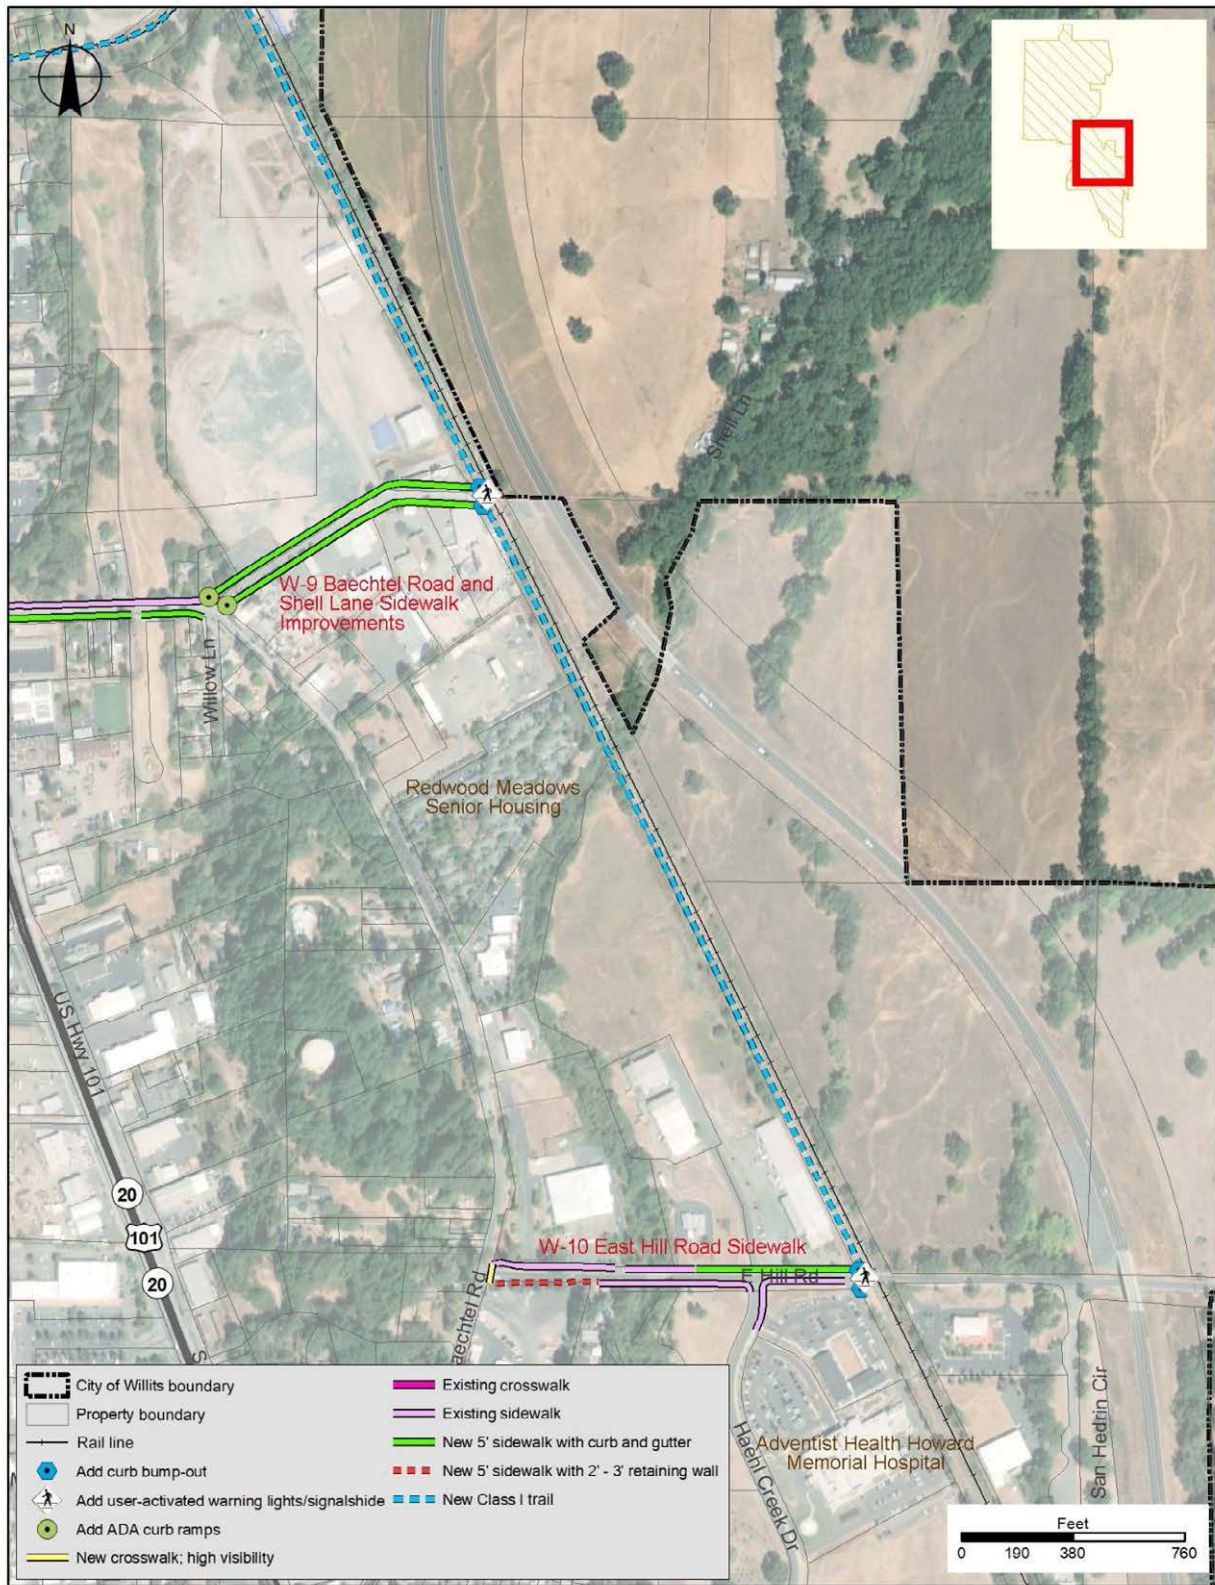 N
Shell Ln
W-9 Baechtel Road and
Shell Lane Sidewalk
Improvements
Willow Ln
Redwood Meadows
Senior Housing
US Hwy 101
20
101
20
S
W-10 East Hill Road Sidewalk
E Hill Rd
aechtel Rd
Haehl Creek Dr
Adventist Health Howard
Memorial Hospital
San Hedrin Cir
City of Willits boundary
Property boundary
Rail line
Add curb bump-out
Add user-activated warning lights/signalshide
Add ADA curb ramps
New crosswalk; high visibility
Existing crosswalk
Existing sidewalk
New 5' sidewalk with curb and gutter
New 5' sidewalk with 2' - 3' retaining wall
New Class I trail
Feet
0 190 380 760